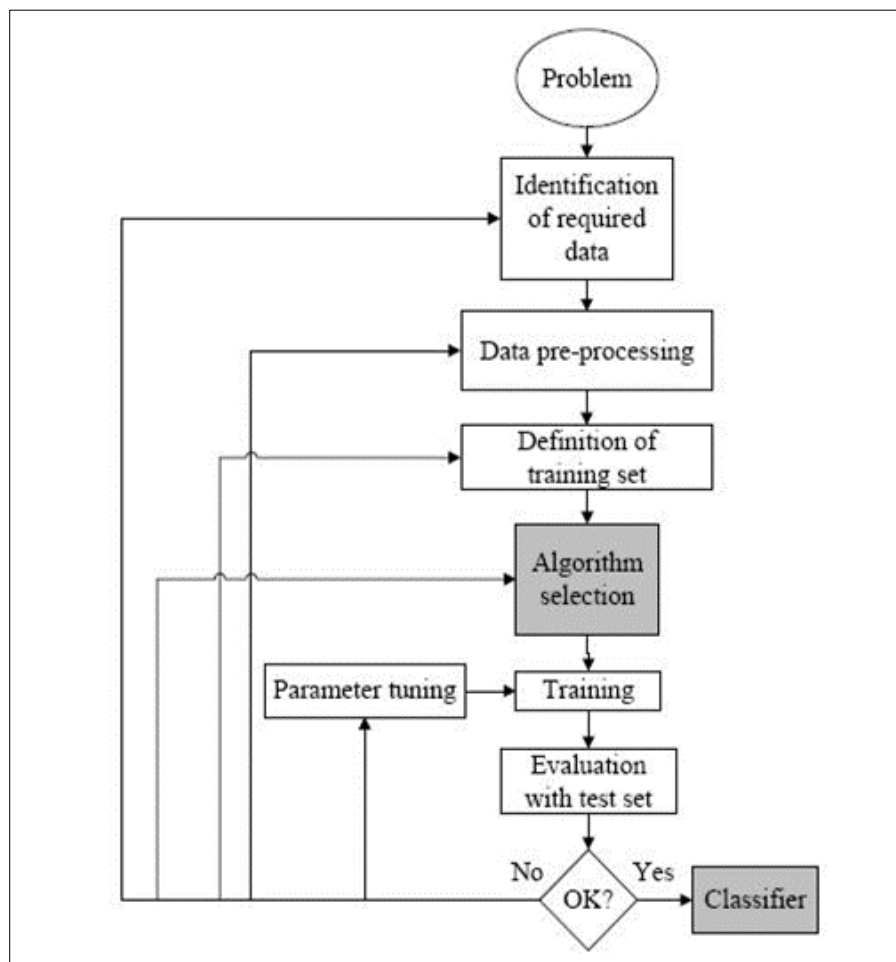 Problem
Identification
of required
data
Data pre-processing
Definition of
training set
Algorithm
selection
Parameter tuning
Training
Evaluation
with test set
No
Yes
OK?
Classifier